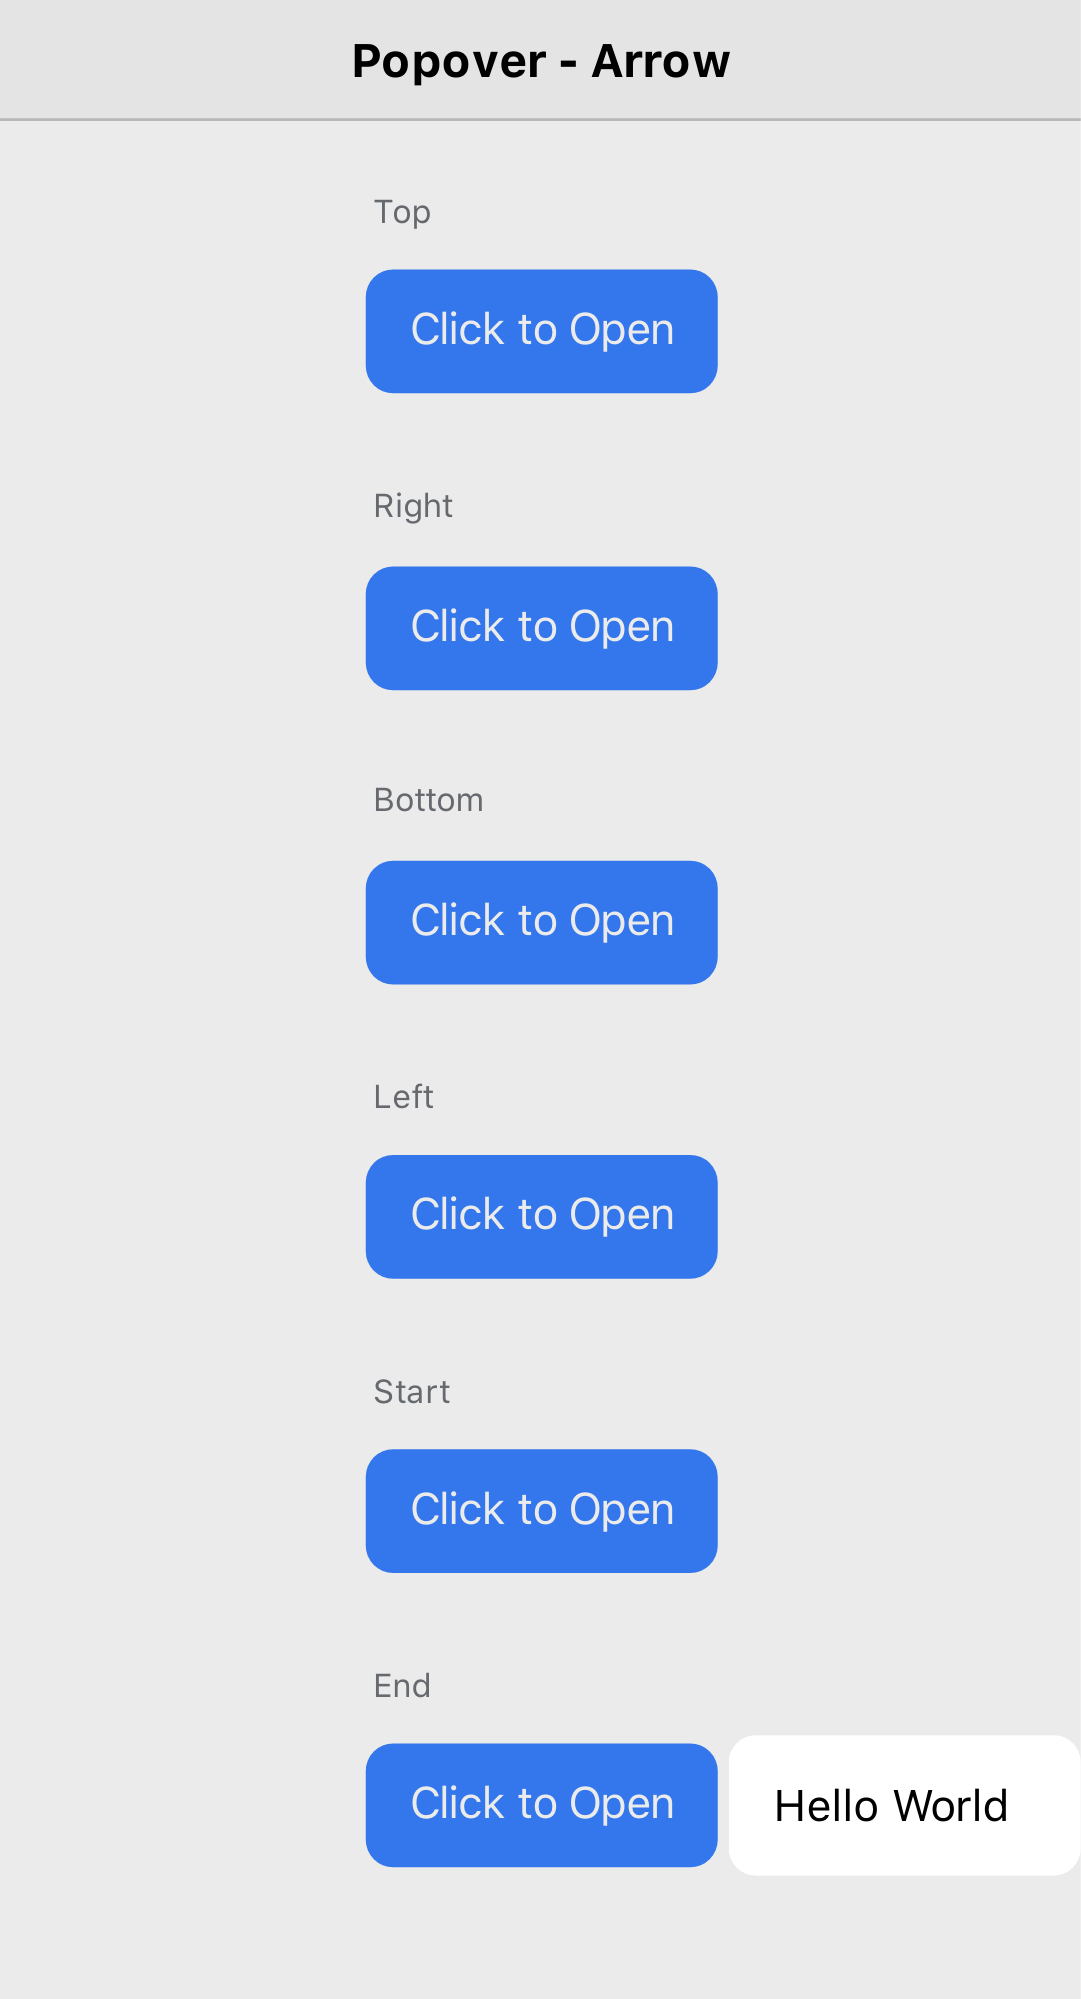 Popover - Arrow
Top
Click to Open
Right
Click to Open
Bottom
Click to Open
Left
Click to Open
Start
Click to Open
End
Click to Open
Hello World